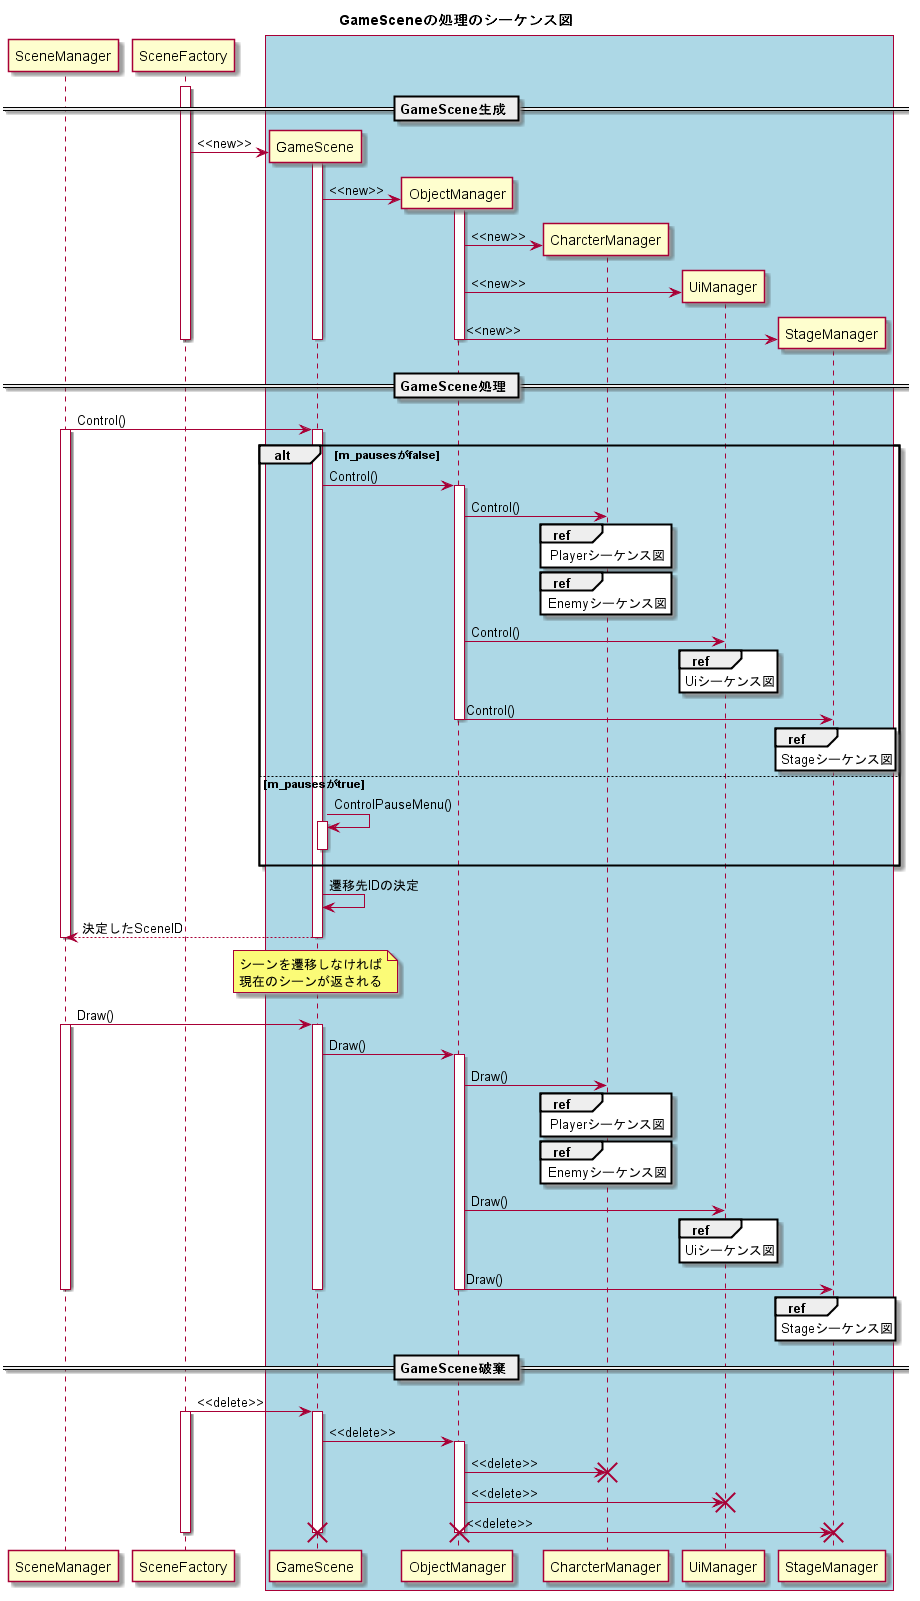 GameSceneの処理のシーケンス図
SceneManager
SceneFactory
GameScene生成
<<new>>
GameScene
<<new>>
ObjectManager
<<new>>
CharcterManager
<<new>>
UiManager
<<new>>
StageManager
GameScene処理
Control()
alt
[m_pausesがfalse]
Control()
Control()
ref
Playerシーケンス図
ref
Enemyシーケンス図
Control()
ref
Uiシーケンス図
Control()
ref
Stageシーケンス図
[m_pausesがtrue]
ControlPauseMenu()
遷移先IDの決定
決定したSceneID
シーンを遷移しなければ
現在のシーンが返される
Draw()
Draw()
Draw()
ref
Playerシーケンス図
ref
Enemyシーケンス図
Draw()
ref
Uiシーケンス図
Draw()
ref
Stageシーケンス図
GameScene破棄
<<delete>>
<<delete>>
<<delete>>
<<delete>>
<<delete>>
SceneManager
SceneFactory
GameScene
ObjectManager
CharcterManager
UiManager
StageManager